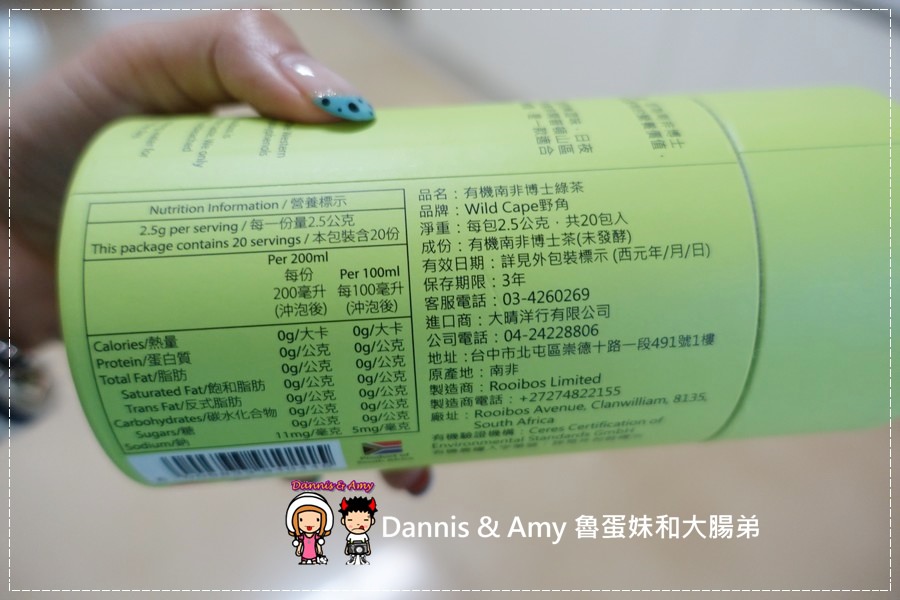 Nutrition Information / 營養標示
2.5g per serving / 每一份量2.5公克
This package contains 20 servings / 本包裝含20份
Per 200ml
每份
200毫升
(沖泡後)
Per 100ml
每100毫升
(沖泡後)
Calories/熱量 0g/大卡 0g/大卡
Protein/蛋白質 0g/公克 0g/公克
Total Fat/脂肪 0g/公克 0g/公克
Saturated Fat/飽和脂肪 0g/公克 0g/公克
Trans Fat/反式脂肪 0g/公克 0g/公克
Carbohydrates/碳水化合物 0g/公克 0g/公克
Sugars/糖 0g/公克 0g/公克
Sodium/鈉 11mg/毫克 5mg/毫克
品名：有機南非博士綠茶
品牌：Wild Cape野角
淨重：每包2.5公克，共20包入
成份：有機南非博士茶(未發酵)
有效日期：詳見外包裝標示 (西元年/月/日)
保存期限：3年
客服電話：03-4260269
進口商：大晴洋行有限公司
公司電話：04-24228806
地址：台中市北屯區崇德十路一段491號1樓
原產地：南非
製造商：Rooibos Limited
製造商電話：+27274822155
廠址：Rooibos Avenue, Clanwilliam, 8135,
South Africa
有機驗證機構：Ceres Certification of
Environmental Standards GmbH
Dannis & Amy
Dannis & Amy 魯蛋妹和大腸弟